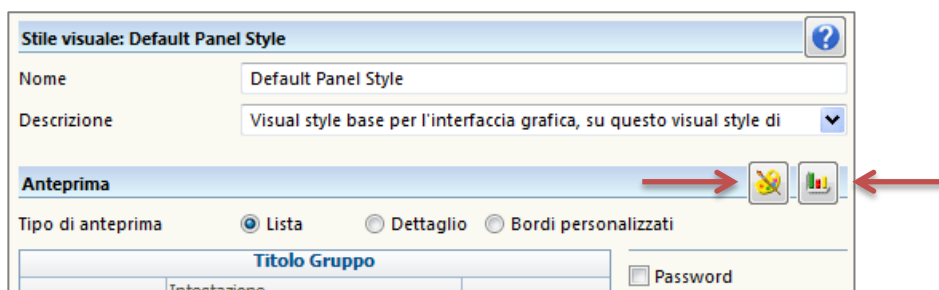 Stile visuale: Default Panel Style
Nome Default Panel Style
Descrizione Visual style base per l'interfaccia grafica, su questo visual style di
Anteprima
Tipo di anteprima Lista Dettaglio Bordi personalizzati
Titolo Gruppo
Password
Intestazione